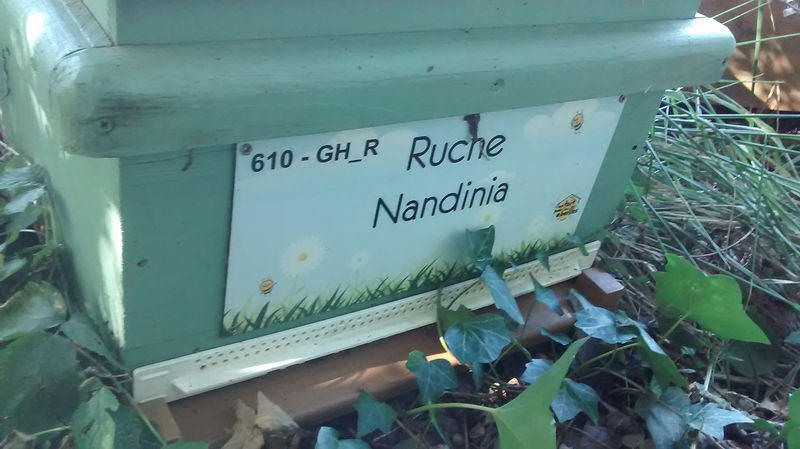 610 - GH_R
Ruche
Nandinia